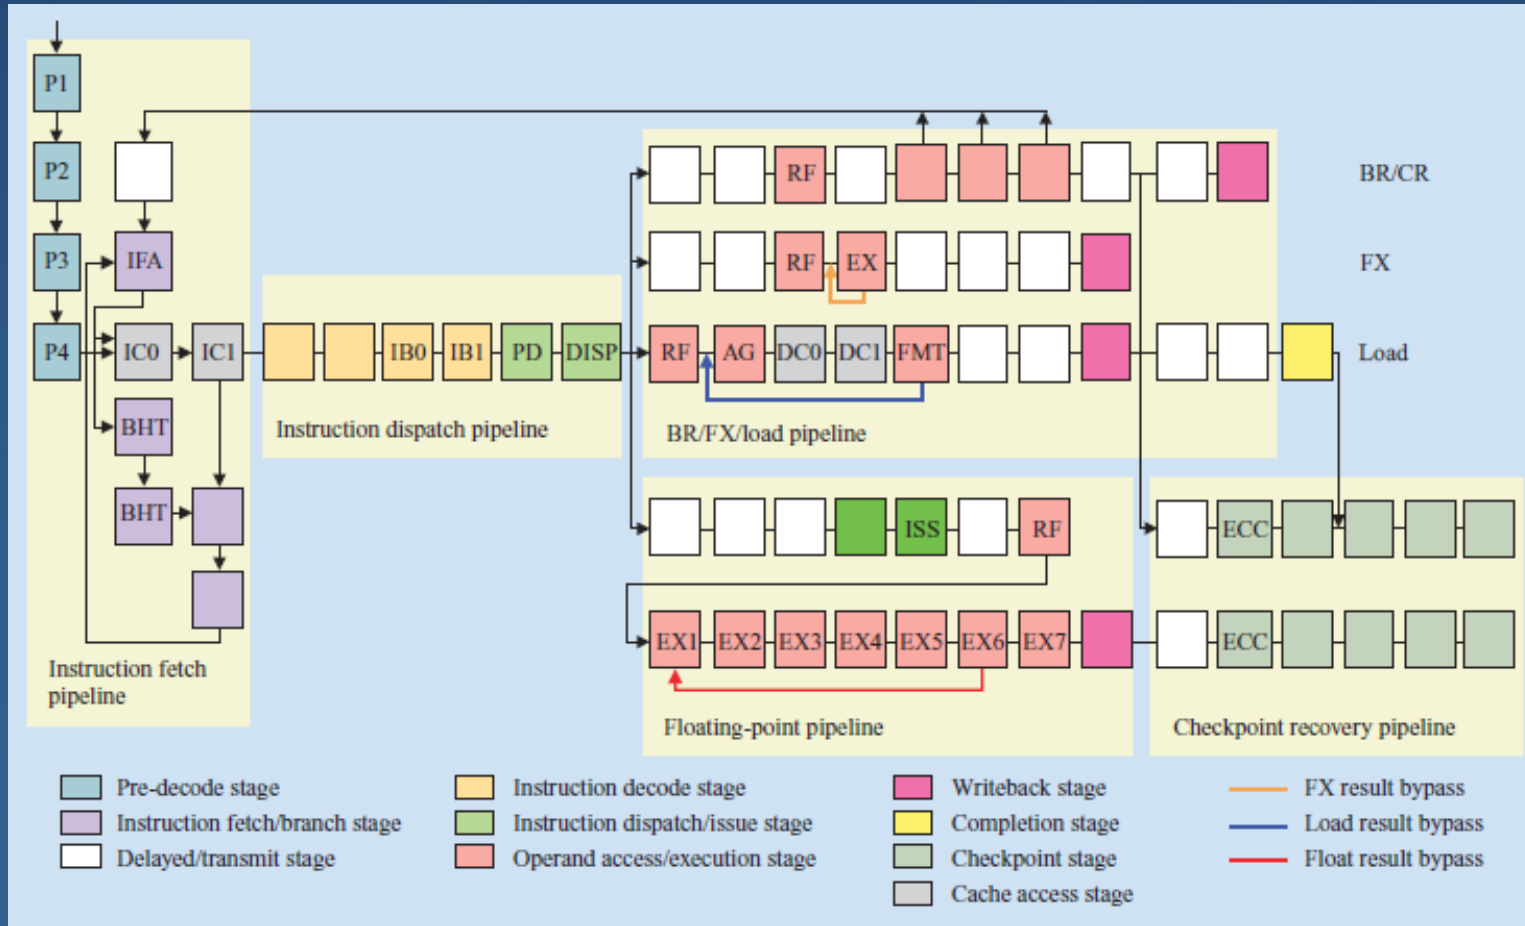 P1
P2
RF
BR/CR
P3
IFA
RF
EX
FX
P4
IC0
IC1
IB0
IB1
PD
DISP
RF
AG
DC0
DC1
FMT
Load
BHT
Instruction dispatch pipeline
BR/FX/load pipeline
BHT
ISS
RF
ECC
EX1
EX2
EX3
EX4
EX5
EX6
EX7
ECC
Instruction fetch
pipeline
Floating-point pipeline
Checkpoint recovery pipeline
Pre-decode stage
Instruction decode stage
Writeback stage
FX result bypass
Instruction fetch/branch stage
Instruction dispatch/issue stage
Completion stage
Load result bypass
Delayed/transmit stage
Operand access/execution stage
Checkpoint stage
Float result bypass
Cache access stage